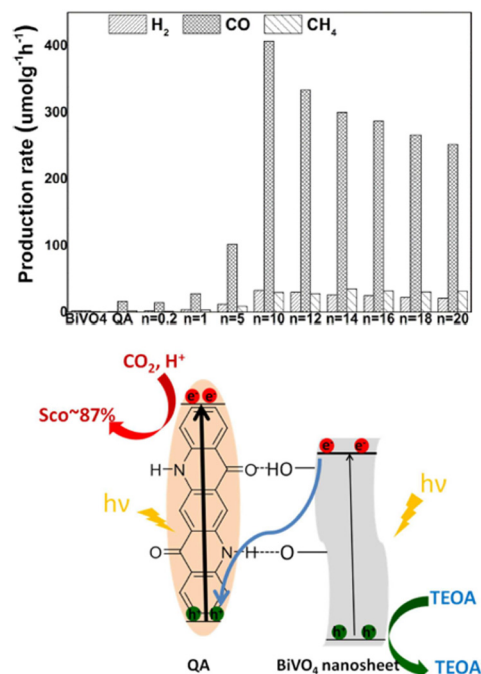 H2 CO CH4
Production rate (umolg-1h-1)
400
300
200
100
0
BiVO4 QA n=0.2 n=1 n=5 n=10 n=12 n=14 n=16 n=18 n=20
CO2, H+
Sco~87%
e- e-
e- e-
H N
O HO
hν
hν
O
N H O
TEOA
h+ h+
h+ h+
QA
BiVO4 nanosheet
TEOA